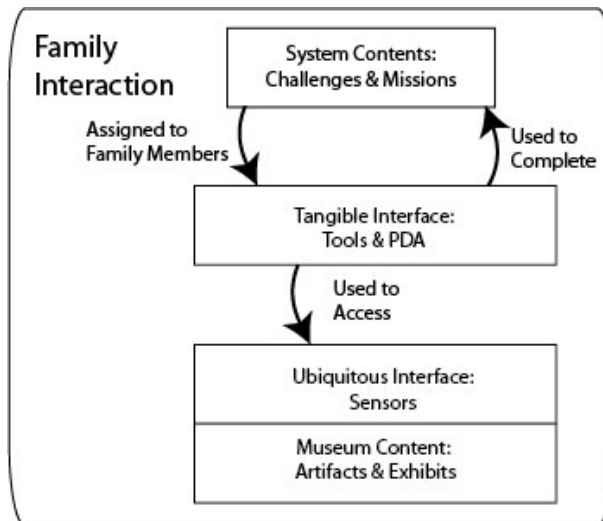 Family
Interaction
System Contents:
Challenges & Missions
Assigned to
Family Members
Used to
Complete
Tangible Interface:
Tools & PDA
Used to
Access
Ubiquitous Interface:
Sensors
Museum Content:
Artifacts & Exhibits